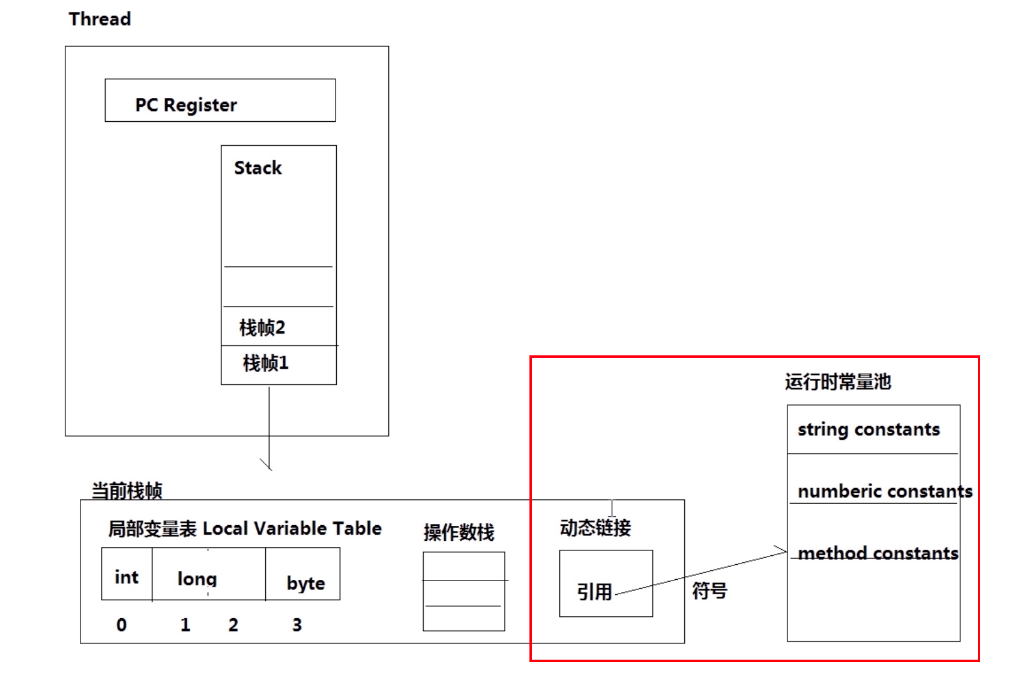 Thread
PC Register
Stack
栈帧2
栈帧1
当前栈帧
局部变量表 Local Variable Table
int
long
byte
0
1
2
3
操作数栈
动态链接
引用
符号
运行时常量池
string constants
numberic constants
method constants